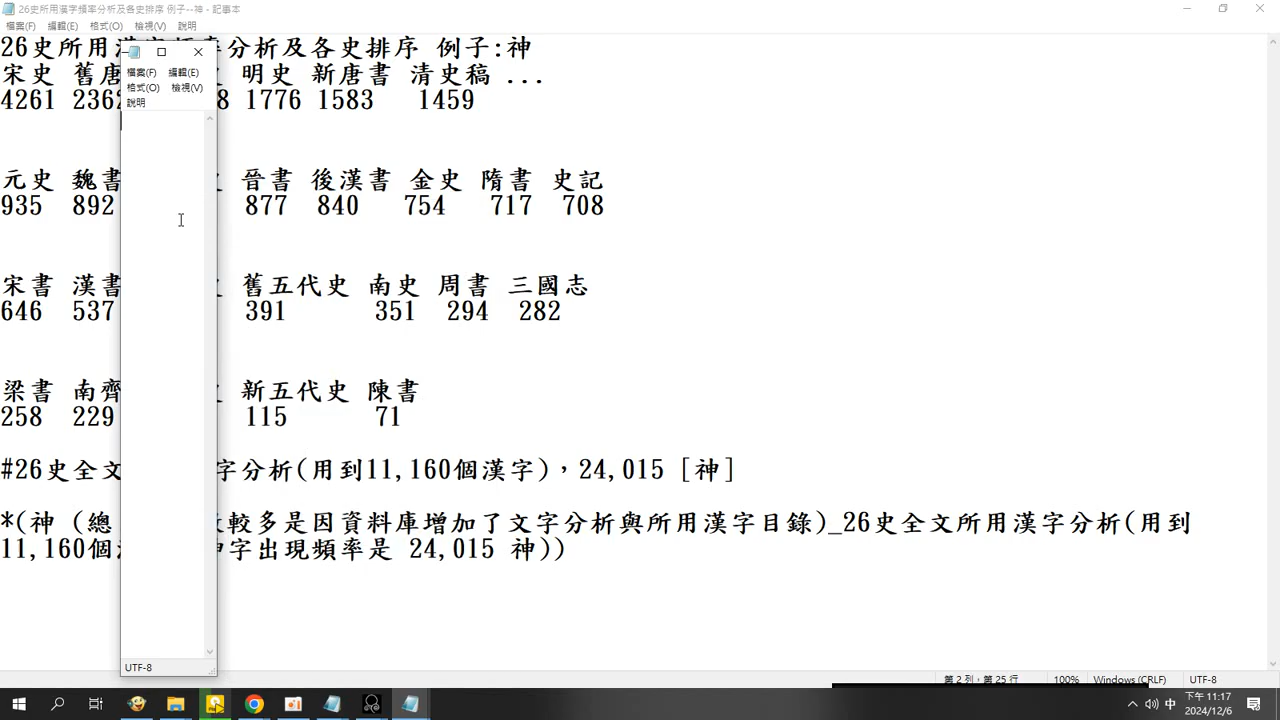 26史所用漢字頻率分析及各史排序 例子--神 - 記事本
檔案(F) 編輯(E) 格式(O) 檢視(V) 說明
26史所用 分析及各史排序 例子:神
宋史 舊唐 明史 新唐書 清史稿 ...
4261 2362 8 1776 1583 1459
元史 魏書 晉書 後漢書 金史 隋書 史記
935 892 877 840 754 717 708
宋書 漢書 舊五代史 南史 周書 三國志
646 537 391 351 294 282
梁書 南齊 新五代史 陳書
258 229 115 71
#26史全文 字分析(用到11,160個漢字)，24,015 [神]
*(神 (總 較多是因資料庫增加了文字分析與所用漢字目錄)_26史全文所用漢字分析(用到
11,160個 字出現頻率是 24,015 神))
檔案(F) 編輯(E)
格式(O) 檢視(V)
說明
UTF-8
第 2 列，第 25 行 100% Windows (CRLF) UTF-8
中 下午 11:17
2024/12/6